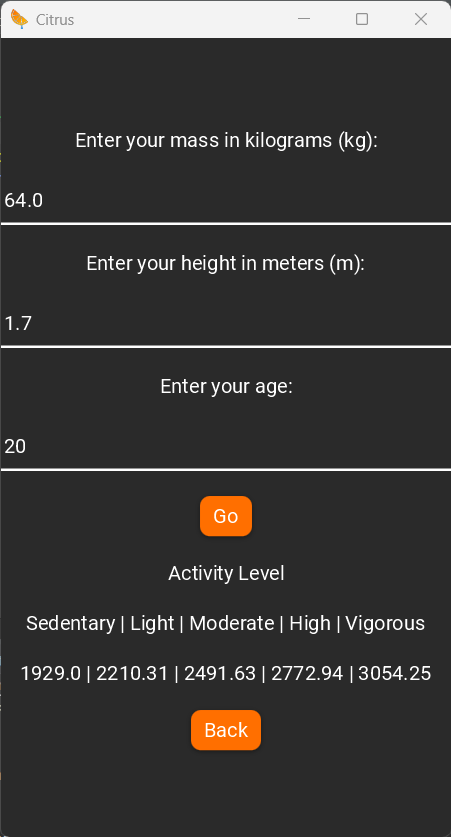 Citrus
Enter your mass in kilograms (kg):
64.0
Enter your height in meters (m):
1.7
Enter your age:
20
Go
Activity Level
Sedentary | Light | Moderate | High | Vigorous
1929.0 | 2210.31 | 2491.63 | 2772.94 | 3054.25
Back